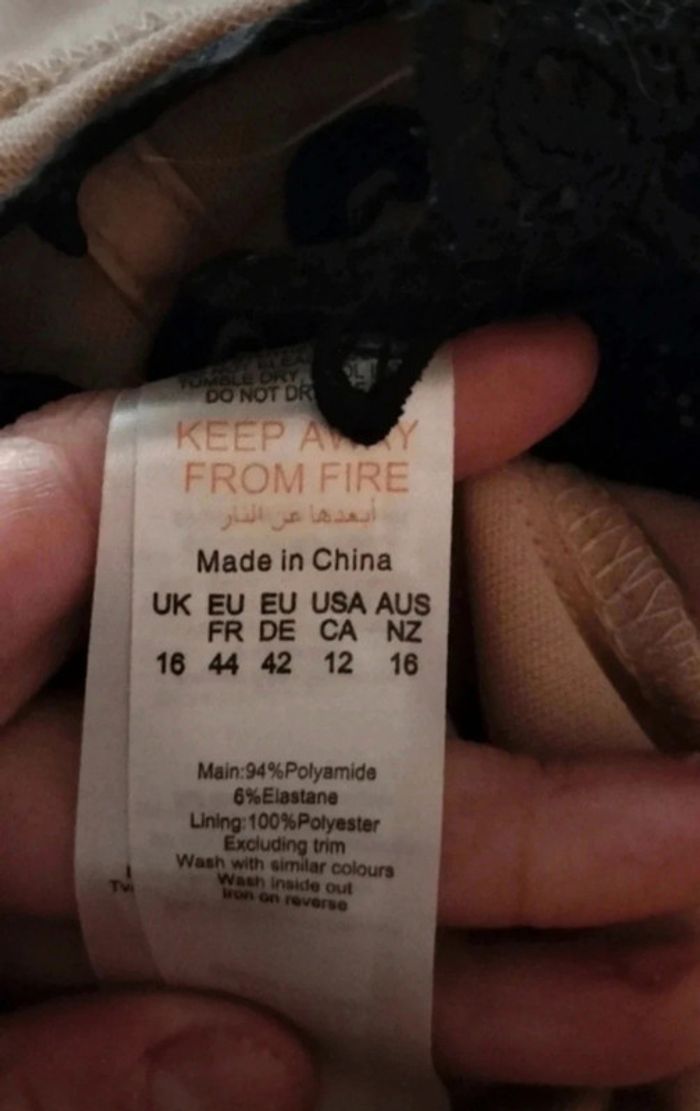 TUMBLE DRY
DO NOT DR
KEEP AWAY
FROM FIRE
أبعدها عن النار
Made in China
UK EU EU USA AUS
FR DE CA NZ
16 44 42 12 16
Main:94%Polyamide
6%Elastane
Lining:100%Polyester
Excluding trim
Wash with similar colours
Wash inside out
Iron on reverse